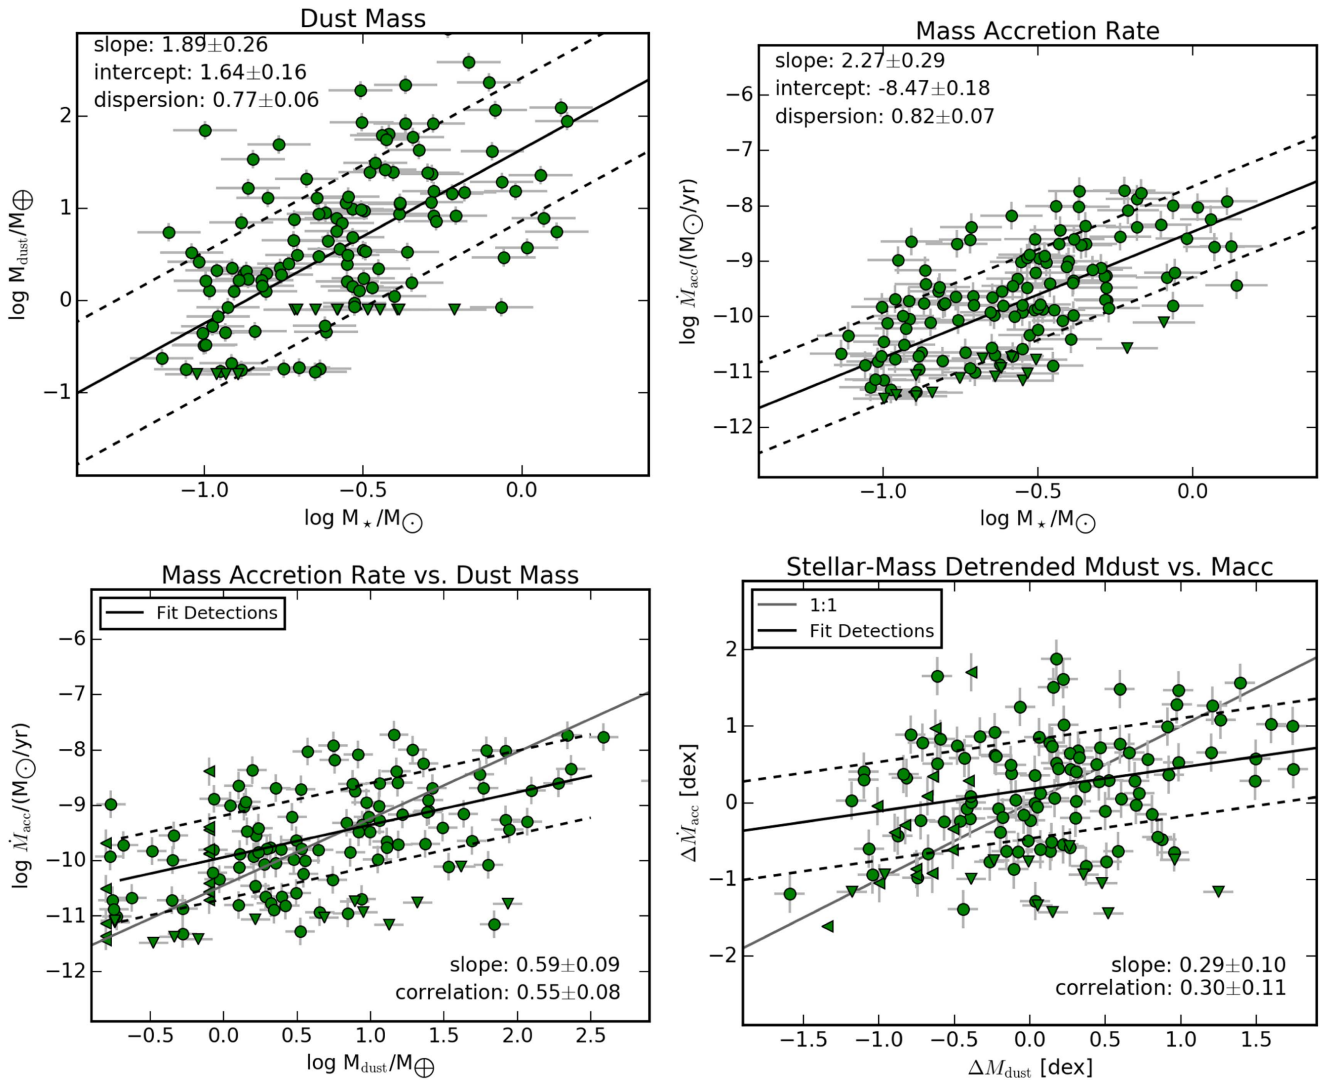 Dust Mass
slope: 1.89±0.26
intercept: 1.64±0.16
dispersion: 0.77±0.06
2
1
0
−1
log M_dust/M_⨁
−1.0 −0.5 0.0
log M_⋆/M_⨀
Mass Accretion Rate
slope: 2.27±0.29
intercept: -8.47±0.18
dispersion: 0.82±0.07
−6
−7
−8
−9
−10
−11
−12
log Ṁ_acc/(M_⨀/yr)
−1.0 −0.5 0.0
log M_⋆/M_⨀
Mass Accretion Rate vs. Dust Mass
Fit Detections
−6
−7
−8
−9
−10
−11
−12
log Ṁ_acc/(M_⨀/yr)
slope: 0.59±0.09
correlation: 0.55±0.08
−0.5 0.0 0.5 1.0 1.5 2.0 2.5
log M_dust/M_⨁
Stellar-Mass Detrended Mdust vs. Macc
1:1
Fit Detections
2
1
0
−1
−2
ΔṀ_acc [dex]
slope: 0.29±0.10
correlation: 0.30±0.11
−1.5 −1.0 −0.5 0.0 0.5 1.0 1.5
ΔM_dust [dex]